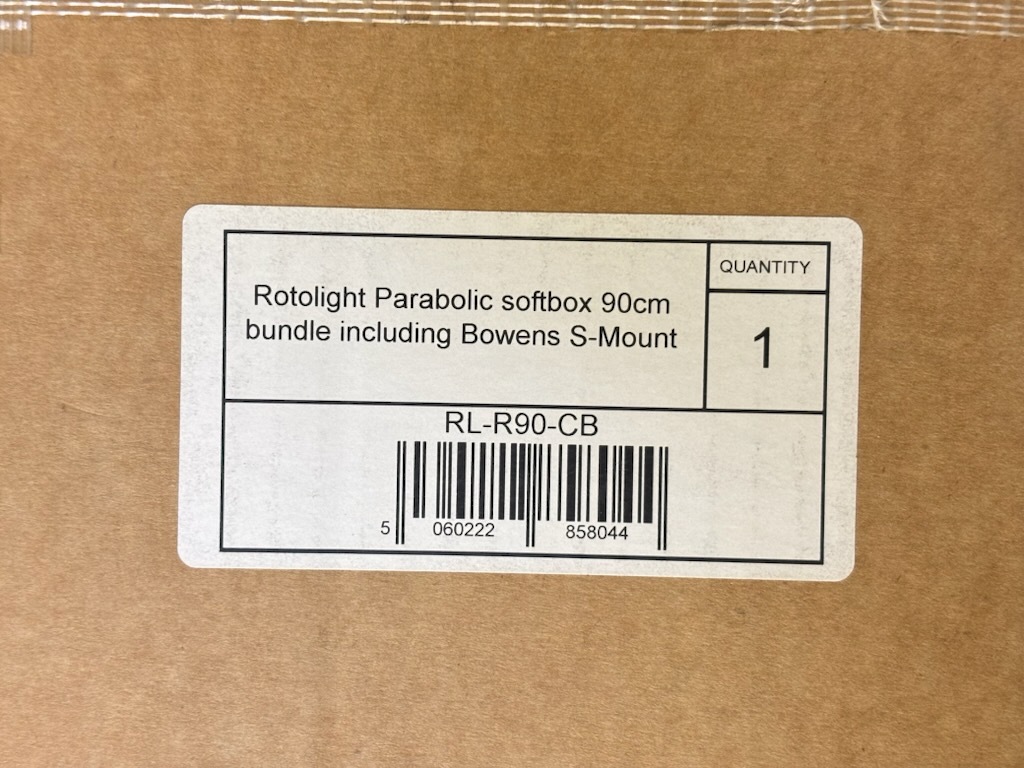 Rotolight Parabolic softbox 90cm
bundle including Bowens S-Mount
QUANTITY
1
RL-R90-CB
5 060222 858044